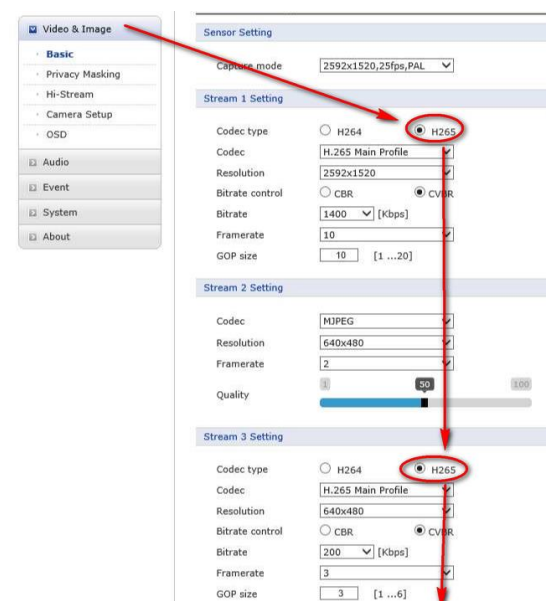 Video & Image
Basic
Privacy Masking
Hi-Stream
Camera Setup
OSD
Audio
Event
System
About
Sensor Setting
Capture mode 2592x1520,25fps,PAL
Stream 1 Setting
Codec type H264 H265
Codec H.265 Main Profile
Resolution 2592x1520
Bitrate control CBR CVBR
Bitrate 1400 [Kbps]
Framerate 10
GOP size 10 [1 ...20]
Stream 2 Setting
Codec MJPEG
Resolution 640x480
Framerate 2
1 50 100
Quality
Stream 3 Setting
Codec type H264 H265
Codec H.265 Main Profile
Resolution 640x480
Bitrate control CBR CVBR
Bitrate 200 [Kbps]
Framerate 3
GOP size 3 [1 ...6]